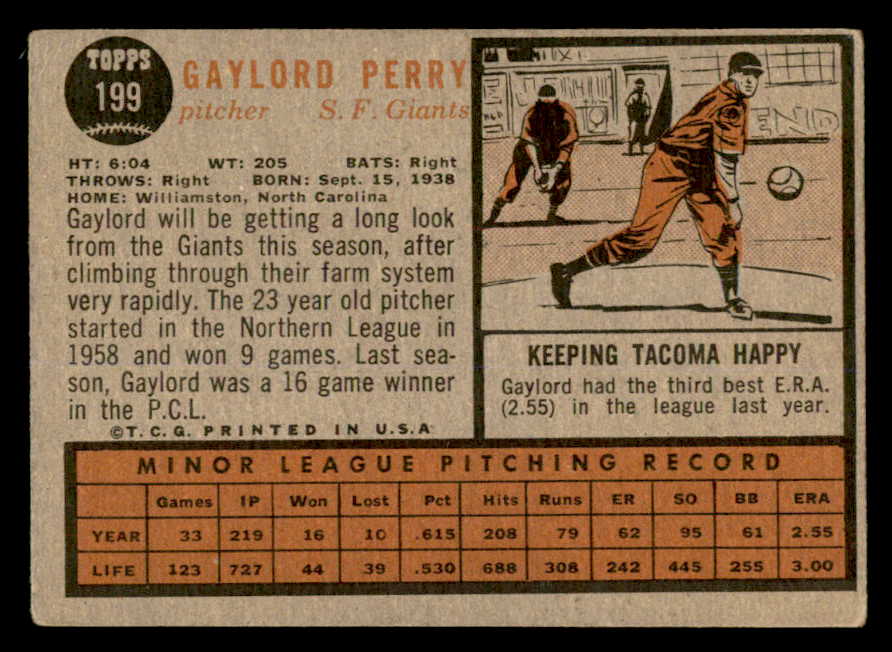 TOPPS
199
GAYLORD PERRY
pitcher S. F. Giants
HT: 6:04 WT: 205 BATS: Right
THROWS: Right BORN: Sept. 15, 1938
HOME: Williamston, North Carolina
Gaylord will be getting a long look
from the Giants this season, after
climbing through their farm system
very rapidly. The 23 year old pitcher
started in the Northern League in
1958 and won 9 games. Last sea-
son, Gaylord was a 16 game winner
in the P.C.L.
©T.C.G. PRINTED IN U.S.A
KEEPING TACOMA HAPPY
Gaylord had the third best E.R.A.
(2.55) in the league last year.
MINOR LEAGUE PITCHING RECORD
Games IP Won Lost Pct Hits Runs ER SO BB ERA
YEAR 33 219 16 10 .615 208 79 62 95 61 2.55
LIFE 123 727 44 39 .530 688 308 242 445 255 3.00